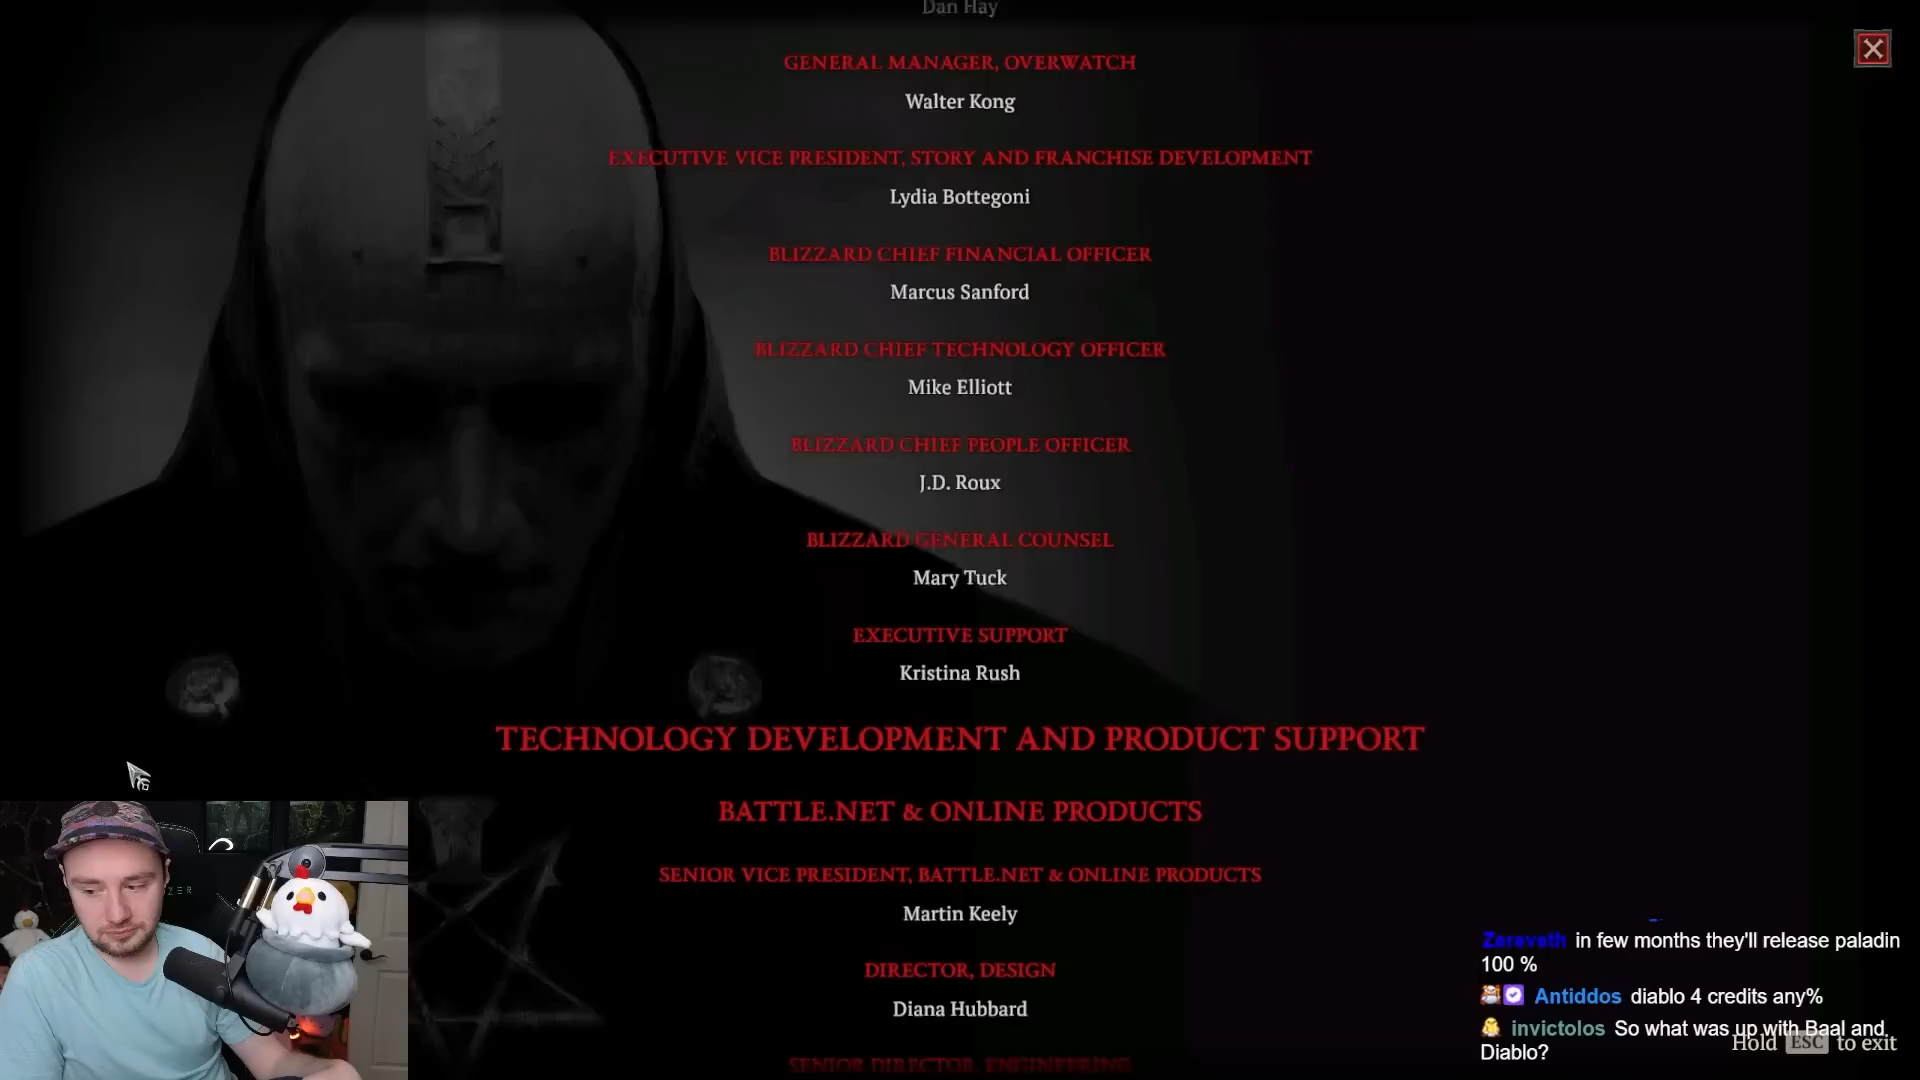 Dan Hay
GENERAL MANAGER, OVERWATCH
Walter Kong
EXECUTIVE VICE PRESIDENT, STORY AND FRANCHISE DEVELOPMENT
Lydia Bottegoni
BLIZZARD CHIEF FINANCIAL OFFICER
Marcus Sanford
BLIZZARD CHIEF TECHNOLOGY OFFICER
Mike Elliott
BLIZZARD CHIEF PEOPLE OFFICER
J.D. Roux
BLIZZARD GENERAL COUNSEL
Mary Tuck
EXECUTIVE SUPPORT
Kristina Rush
TECHNOLOGY DEVELOPMENT AND PRODUCT SUPPORT
BATTLE.NET & ONLINE PRODUCTS
SENIOR VICE PRESIDENT, BATTLE.NET & ONLINE PRODUCTS
Martin Keely
DIRECTOR, DESIGN
Diana Hubbard
SENIOR DIRECTOR, ENGINEERING
Zereveth in few months they'll release paladin
100 %
Antiddos diablo 4 credits any%
invictolos So what was up with Baal and
Diablo?
Hold ESC to exit